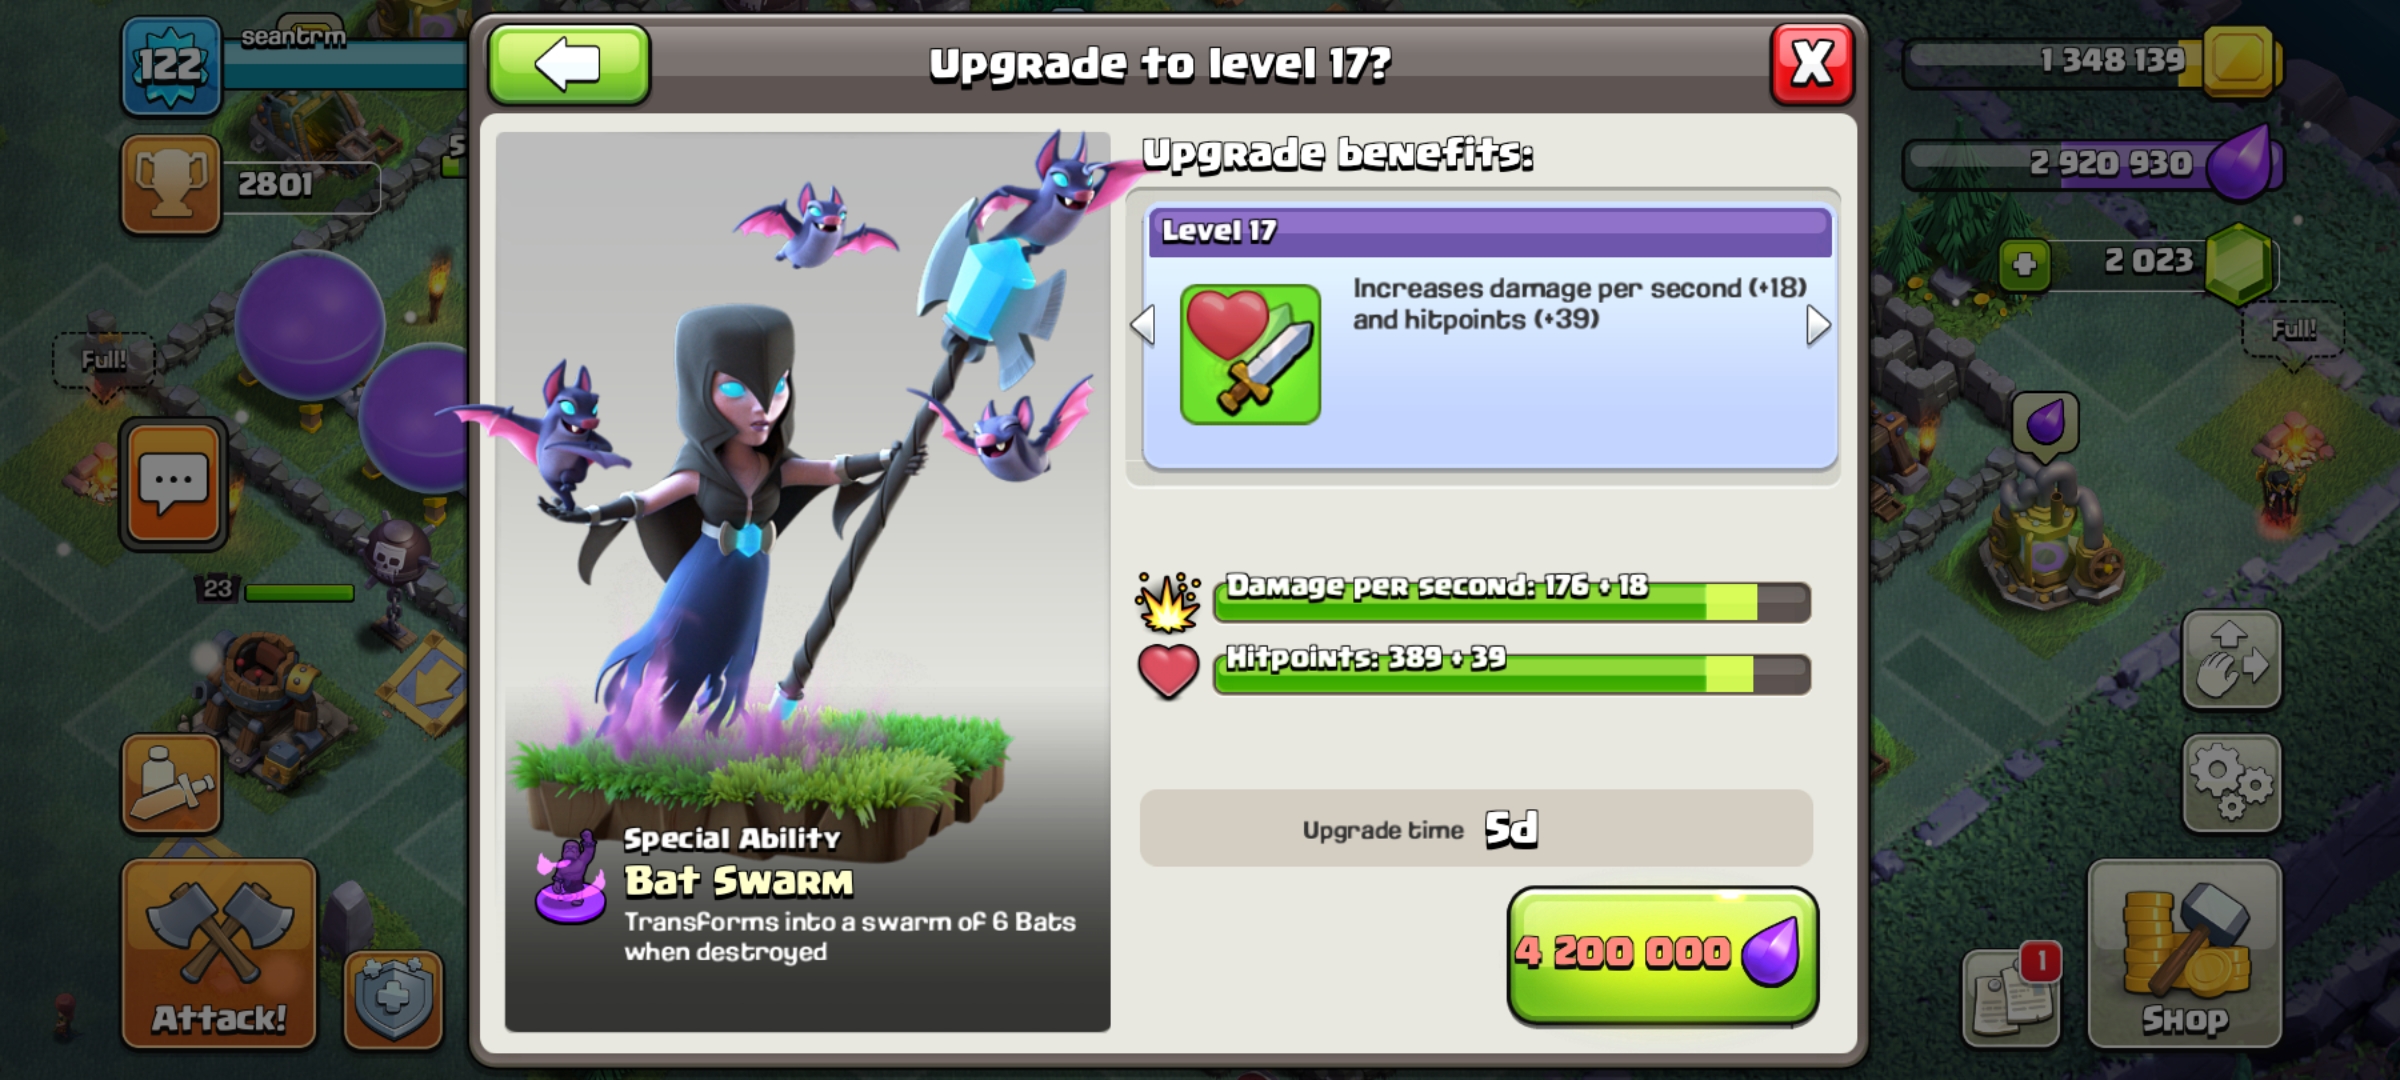 122
seantrm
2801
Full!
5
23
Attack!
Upgrade to level 17?
X
Special Ability
Bat Swarm
Transforms into a swarm of 6 Bats
when destroyed
Upgrade benefits:
Level 17
Increases damage per second (+18)
and hitpoints (+39)
Damage per second: 176 + 18
Hitpoints: 389 + 39
Upgrade time 5d
4 200 000
1 348 139
2 920 930
2 023
Full!
1
Shop